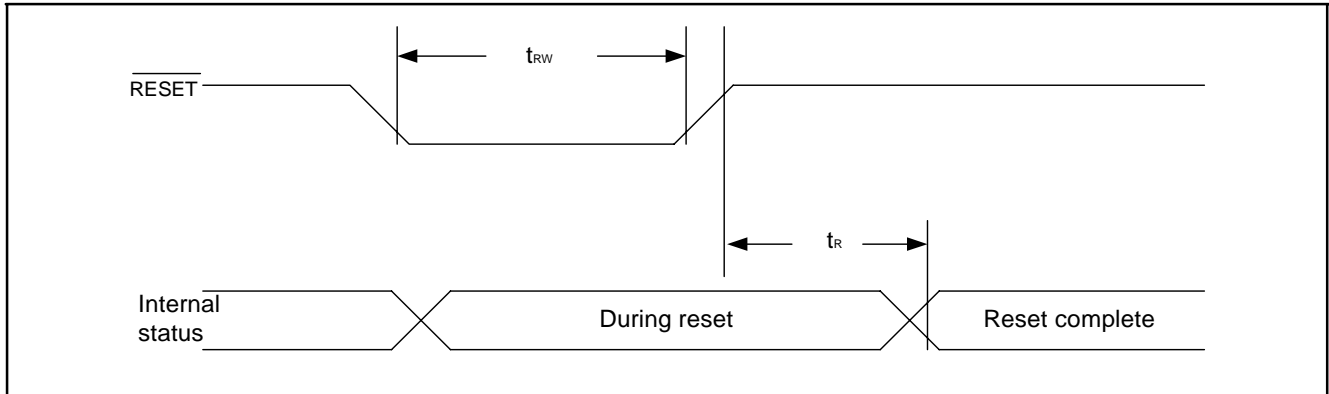 tRW
RESET
tR
Internal
status
During reset
Reset complete